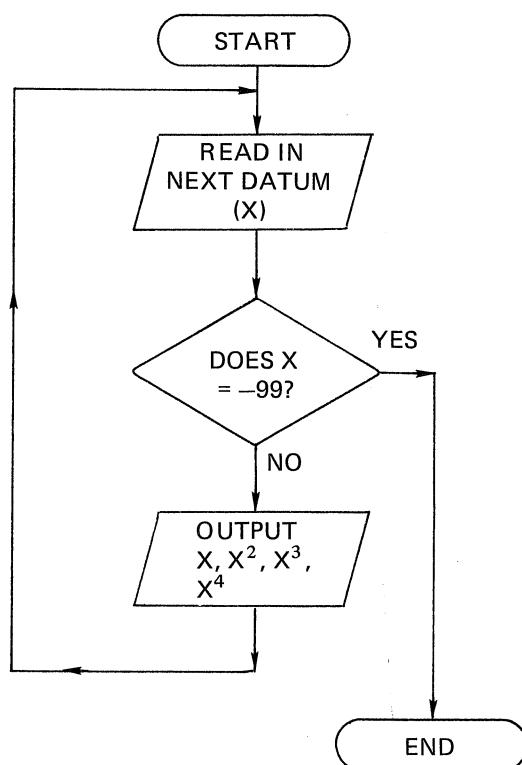 START
READ IN
NEXT DATUM
(X)
DOES X
= −99?
YES
NO
OUTPUT
X, X², X³,
X⁴
END